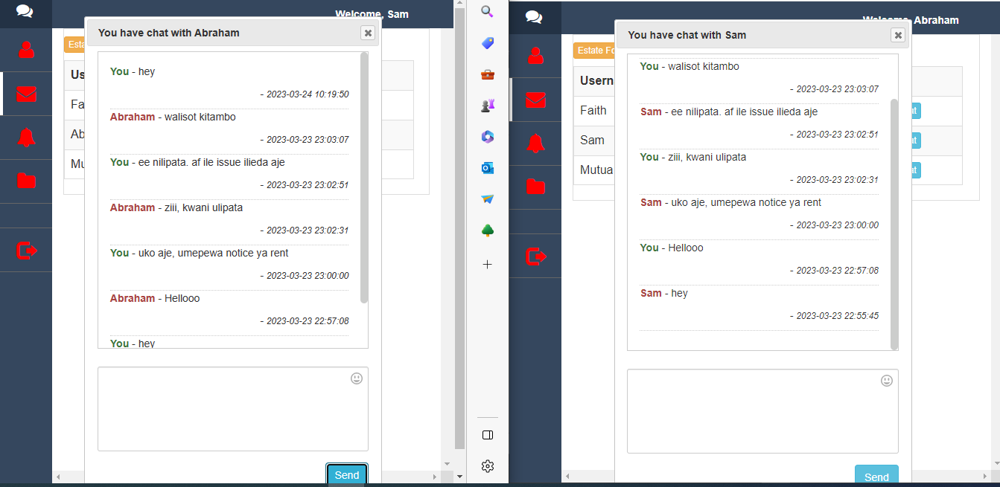 Welcome, Sam
You have chat with Abraham
Esta
Us
Fa
Ab
Mu
You - hey
- 2023-03-24 10:19:50
Abraham - walisot kitambo
- 2023-03-23 23:03:07
You - ee nilipata. af ile issue ilieda aje
- 2023-03-23 23:02:51
Abraham - ziii, kwani ulipata
- 2023-03-23 23:02:31
You - uko aje, umepewa notice ya rent
- 2023-03-23 23:00:00
Abraham - Hellooo
- 2023-03-23 22:57:08
You - hey
Send
Welcome, Abraham
You have chat with Sam
Estate Fo
Usern
Faith
Sam
Mutua
You - walisot kitambo
- 2023-03-23 23:03:07
Sam - ee nilipata. af ile issue ilieda aje
- 2023-03-23 23:02:51
You - ziii, kwani ulipata
- 2023-03-23 23:02:31
Sam - uko aje, umepewa notice ya rent
- 2023-03-23 23:00:00
You - Hellooo
- 2023-03-23 22:57:08
Sam - hey
- 2023-03-23 22:55:45
Send